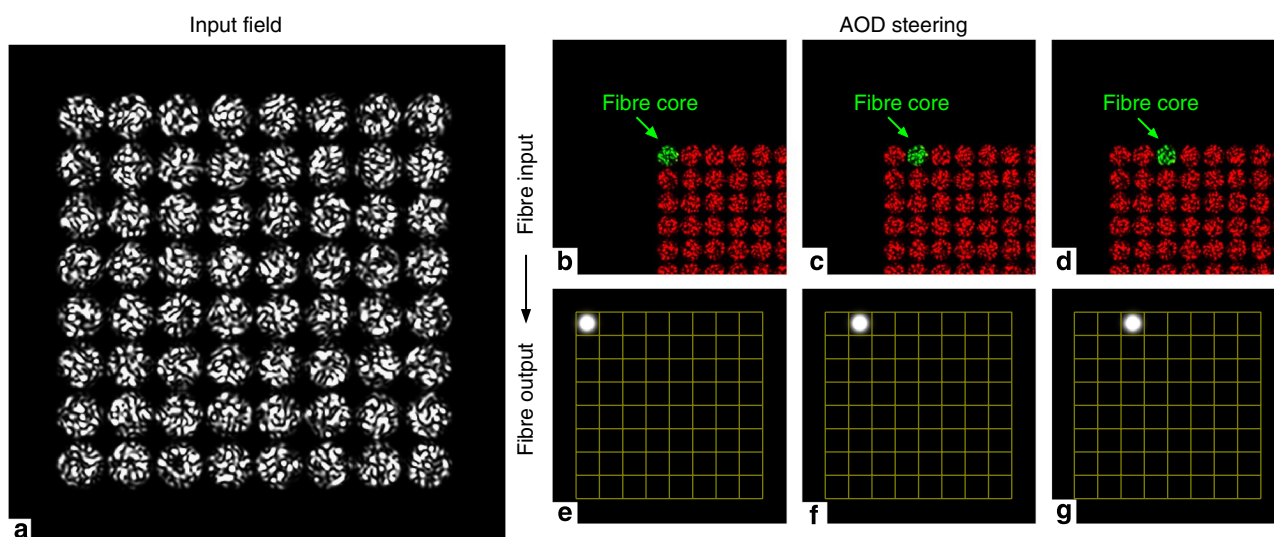 Input field
AOD steering
Fibre core
Fibre core
Fibre core
Fibre input
Fibre output
a
b
c
d
e
f
g